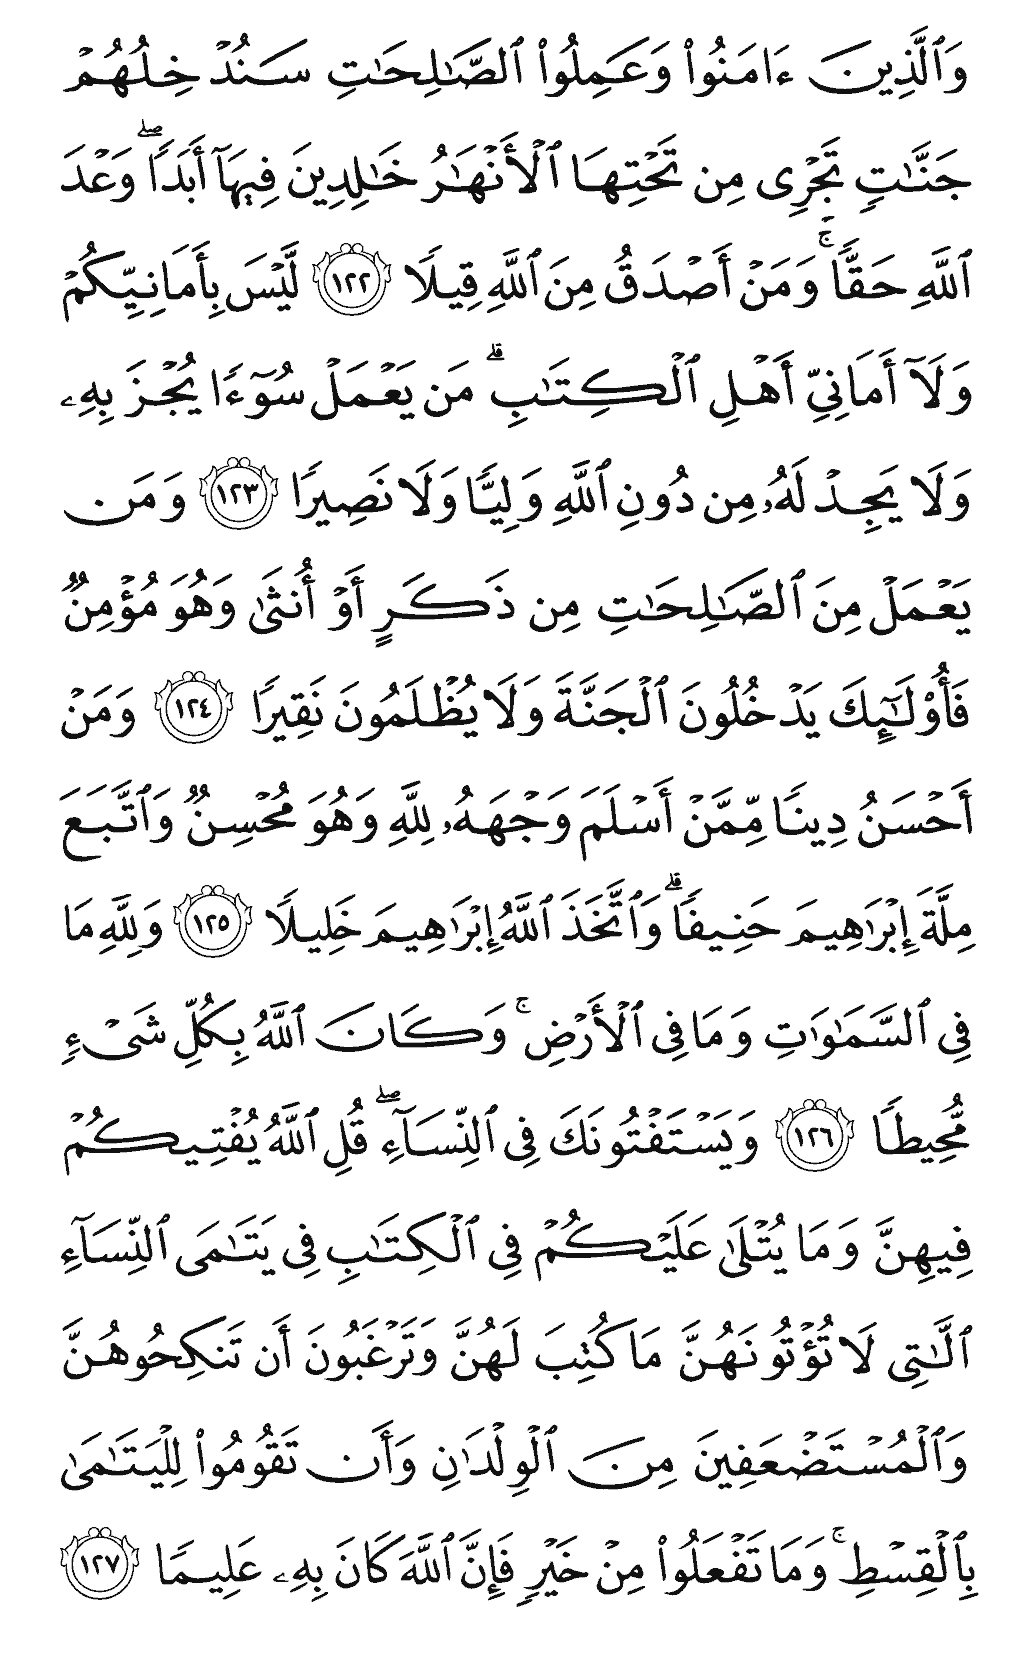 وَٱلَّذِينَ ءَامَنُوا۟ وَعَمِلُوا۟ ٱلصَّـٰلِحَـٰتِ سَنُدْخِلُهُمْ
جَنَّـٰتٍ تَجْرِى مِن تَحْتِهَا ٱلْأَنْهَـٰرُ خَـٰلِدِينَ فِيهَآ أَبَدًا ۖ وَعْدَ
ٱللَّهِ حَقًّا ۚ وَمَنْ أَصْدَقُ مِنَ ٱللَّهِ قِيلًا ١٢٢ لَّيْسَ بِأَمَانِيِّكُمْ
وَلَآ أَمَانِىِّ أَهْلِ ٱلْكِتَـٰبِ ۗ مَن يَعْمَلْ سُوٓءًا يُجْزَ بِهِۦ
وَلَا يَجِدْ لَهُۥ مِن دُونِ ٱللَّهِ وَلِيًّا وَلَا نَصِيرًا ١٢٣ وَمَن
يَعْمَلْ مِنَ ٱلصَّـٰلِحَـٰتِ مِن ذَكَرٍ أَوْ أُنثَىٰ وَهُوَ مُؤْمِنٌ
فَأُو۟لَـٰٓئِكَ يَدْخُلُونَ ٱلْجَنَّةَ وَلَا يُظْلَمُونَ نَقِيرًا ١٢٤ وَمَنْ
أَحْسَنُ دِينًا مِّمَّنْ أَسْلَمَ وَجْهَهُۥ لِلَّهِ وَهُوَ مُحْسِنٌ وَٱتَّبَعَ
مِلَّةَ إِبْرَٰهِيمَ حَنِيفًا ۗ وَٱتَّخَذَ ٱللَّهُ إِبْرَٰهِيمَ خَلِيلًا ١٢٥ وَلِلَّهِ مَا
فِى ٱلسَّمَـٰوَٰتِ وَمَا فِى ٱلْأَرْضِ ۚ وَكَانَ ٱللَّهُ بِكُلِّ شَىْءٍ
مُّحِيطًا ١٢٦ وَيَسْتَفْتُونَكَ فِى ٱلنِّسَآءِ ۖ قُلِ ٱللَّهُ يُفْتِيكُمْ
فِيهِنَّ وَمَا يُتْلَىٰ عَلَيْكُمْ فِى ٱلْكِتَـٰبِ فِى يَتَـٰمَى ٱلنِّسَآءِ
ٱلَّـٰتِى لَا تُؤْتُونَهُنَّ مَا كُتِبَ لَهُنَّ وَتَرْغَبُونَ أَن تَنكِحُوهُنَّ
وَٱلْمُسْتَضْعَفِينَ مِنَ ٱلْوِلْدَٰنِ وَأَن تَقُومُوا۟ لِلْيَتَـٰمَىٰ
بِٱلْقِسْطِ ۚ وَمَا تَفْعَلُوا۟ مِنْ خَيْرٍ فَإِنَّ ٱللَّهَ كَانَ بِهِۦ عَلِيمًا ١٢٧